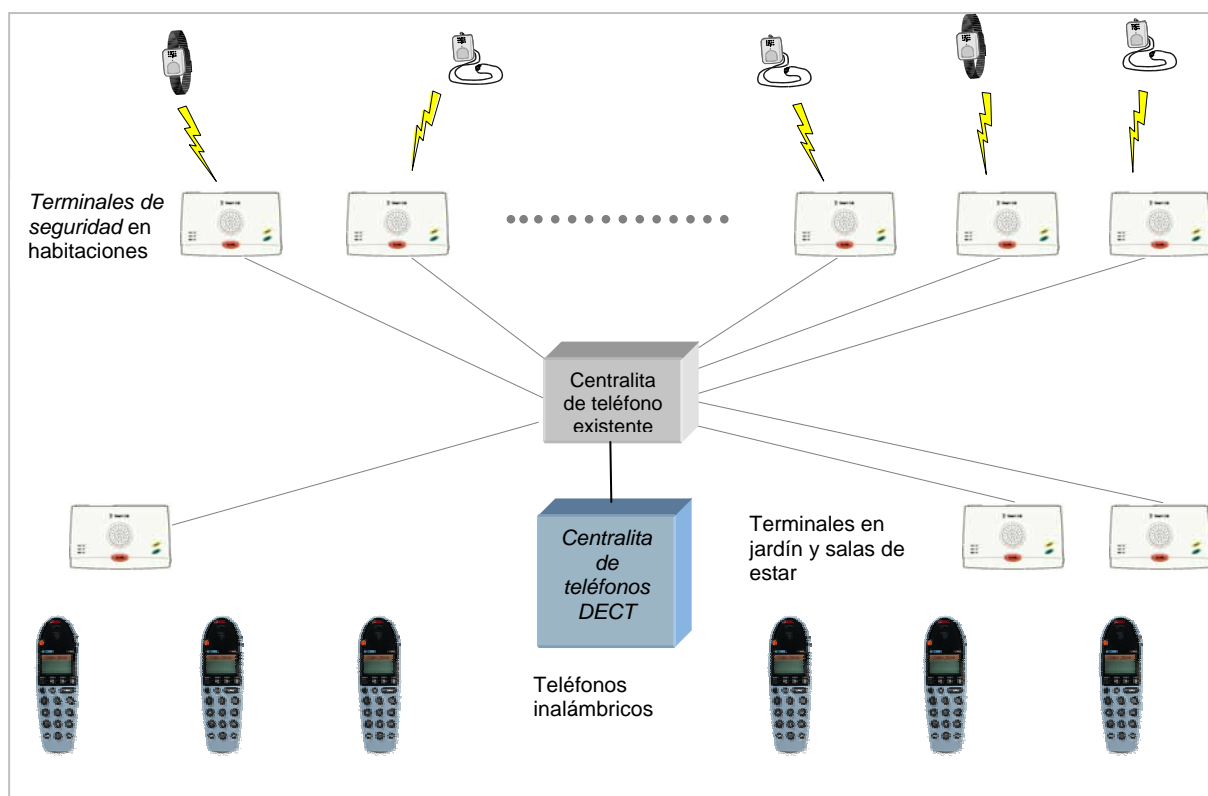 Terminales de
seguridad en
habitaciones
Centralita
de teléfono
existente
Centralita
de
teléfonos
DECT
Terminales en
jardín y salas de
estar
Teléfonos
inalámbricos